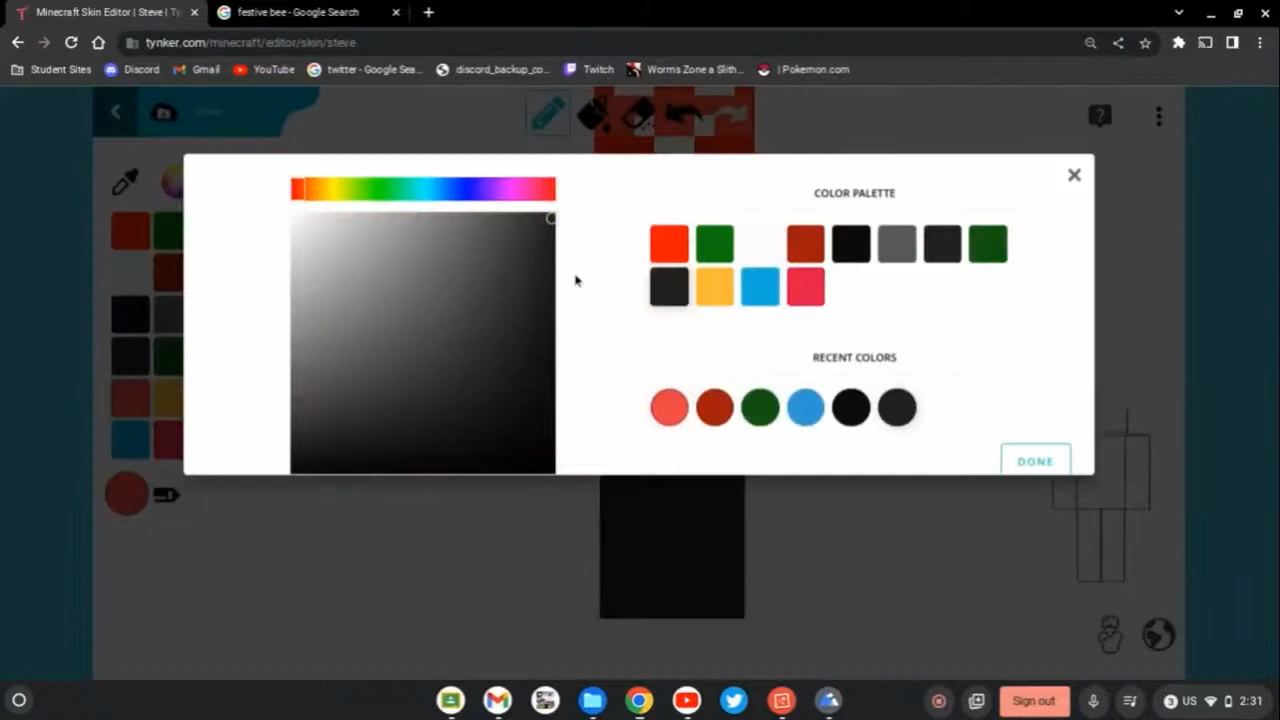 Minecraft Skin Editor | Steve | Ty
festive bee - Google Search
tynker.com/minecraft/editor/skin/steve
Student Sites
Discord
Gmail
YouTube
twitter - Google Sea...
discord_backup_co...
Twitch
Worms Zone a Slith...
| Pokemon.com
COLOR PALETTE
RECENT COLORS
DONE
Sign out
3 US 2:31